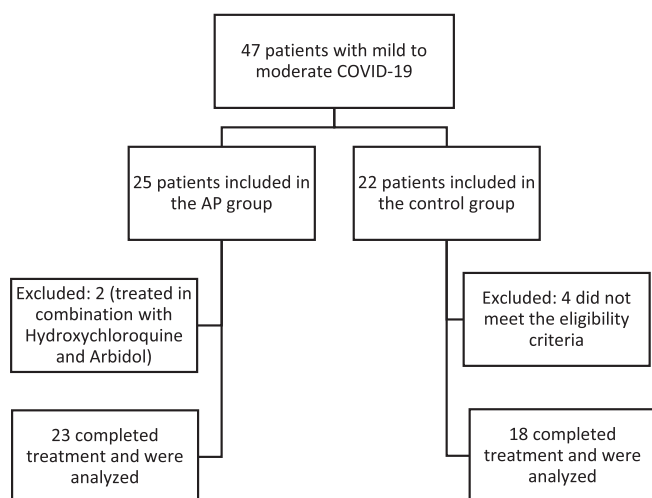 47 patients with mild to
moderate COVID-19
25 patients included in
the AP group
22 patients included in
the control group
Excluded: 2 (treated in
combination with
Hydroxychloroquine
and Arbidol)
Excluded: 4 did not
meet the eligibility
criteria
23 completed
treatment and were
analyzed
18 completed
treatment and were
analyzed